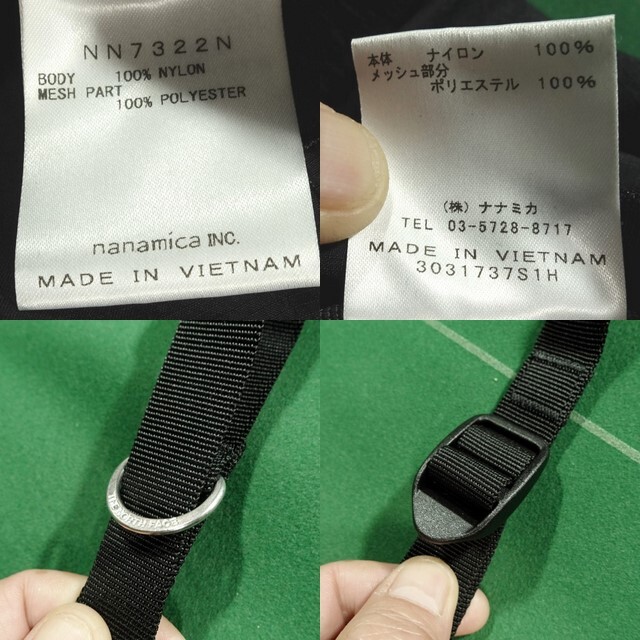 NN7322N
BODY 100% NYLON
MESH PART
100% POLYESTER
nanamica INC.
MADE IN VIETNAM
本体 ナイロン 100%
メッシュ部分
ポリエステル 100%
(株) ナナミカ
TEL 03-5728-8717
MADE IN VIETNAM
3031737S1H